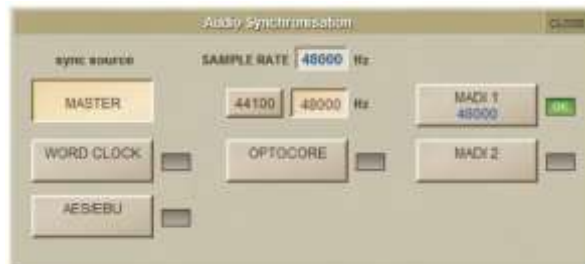 Audio Synchronisation
CLOSE
sync source
SAMPLE RATE 48000 Hz
MASTER
44100 48000 Hz
MADI 1
48000
OK
WORD CLOCK
OPTOCORE
MADI 2
AES/EBU